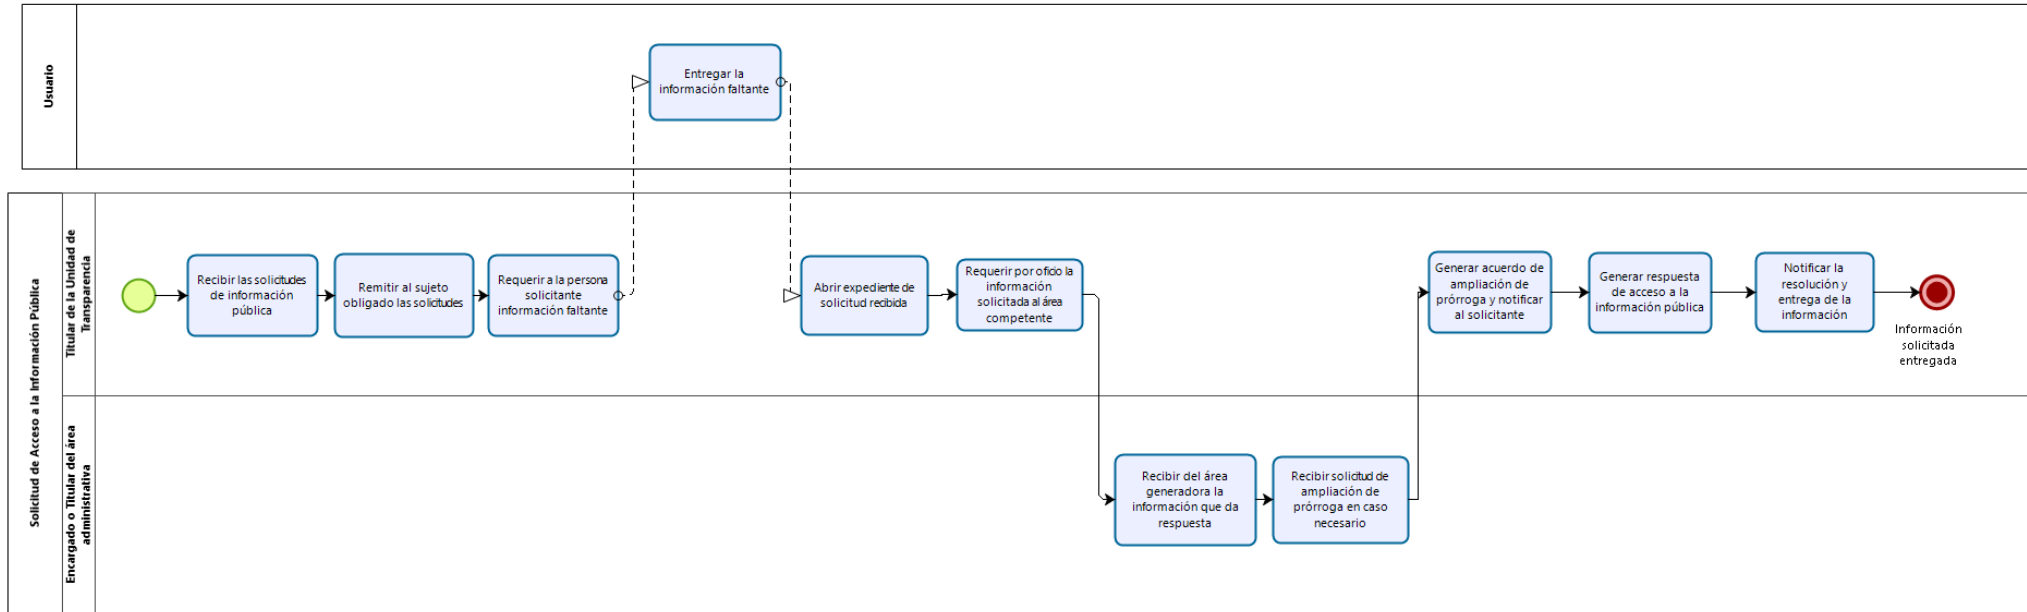 Usuario
Entregar la
información faltante
Solicitud de Acceso a la Información Pública
Titular de la Unidad de
Transparencia
Recibir las solicitudes
de información
pública
Remitir al sujeto
obligado las solicitudes
Requerir a la persona
solicitante
información faltante
Abrir expediente de
solicitud recibida
Requerir por oficio la
información
solicitada al área
competente
Generar acuerdo de
ampliación de
prórroga y notificar
al solicitante
Generar respuesta
de acceso a la
información pública
Notificar la
resolución y
entrega de la
información
Información
solicitada
entregada
Encargado o Titular del área
administrativa
Recibir del área
generadora la
información que da
respuesta
Recibir solicitud de
ampliación de
prórroga en caso
necesario